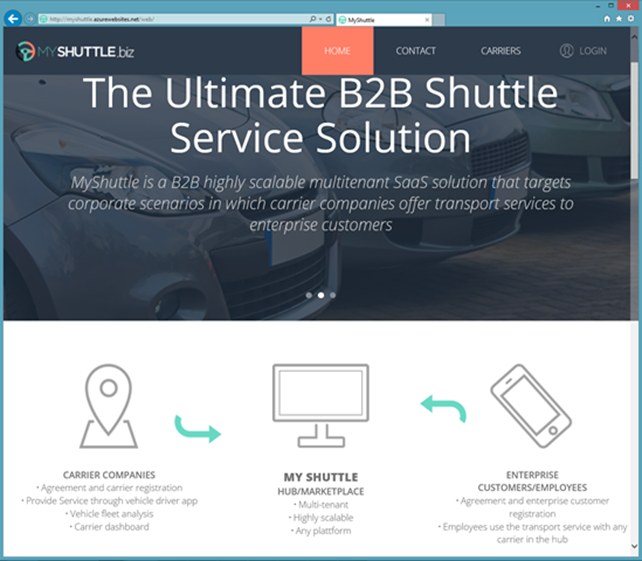 http://myshuttle.azurewebsites.net/web/
MyShuttle
MYSHUTTLE.biz
HOME
CONTACT
CARRIERS
LOGIN
The Ultimate B2B Shuttle
Service Solution
MyShuttle is a B2B highly scalable multitenant SaaS solution that targets
corporate scenarios in which carrier companies offer transport services to
enterprise customers
CARRIER COMPANIES
• Agreement and carrier registration
• Provide Service through vehicle driver app
• Vehicle fleet analysis
• Carrier dashboard
MY SHUTTLE
HUB/MARKETPLACE
• Multi-tenant
• Highly scalable
• Any plattform
ENTERPRISE
CUSTOMERS/EMPLOYEES
• Agreement and enterprise customer
registration
• Employees use the transport service with any
carrier in the hub